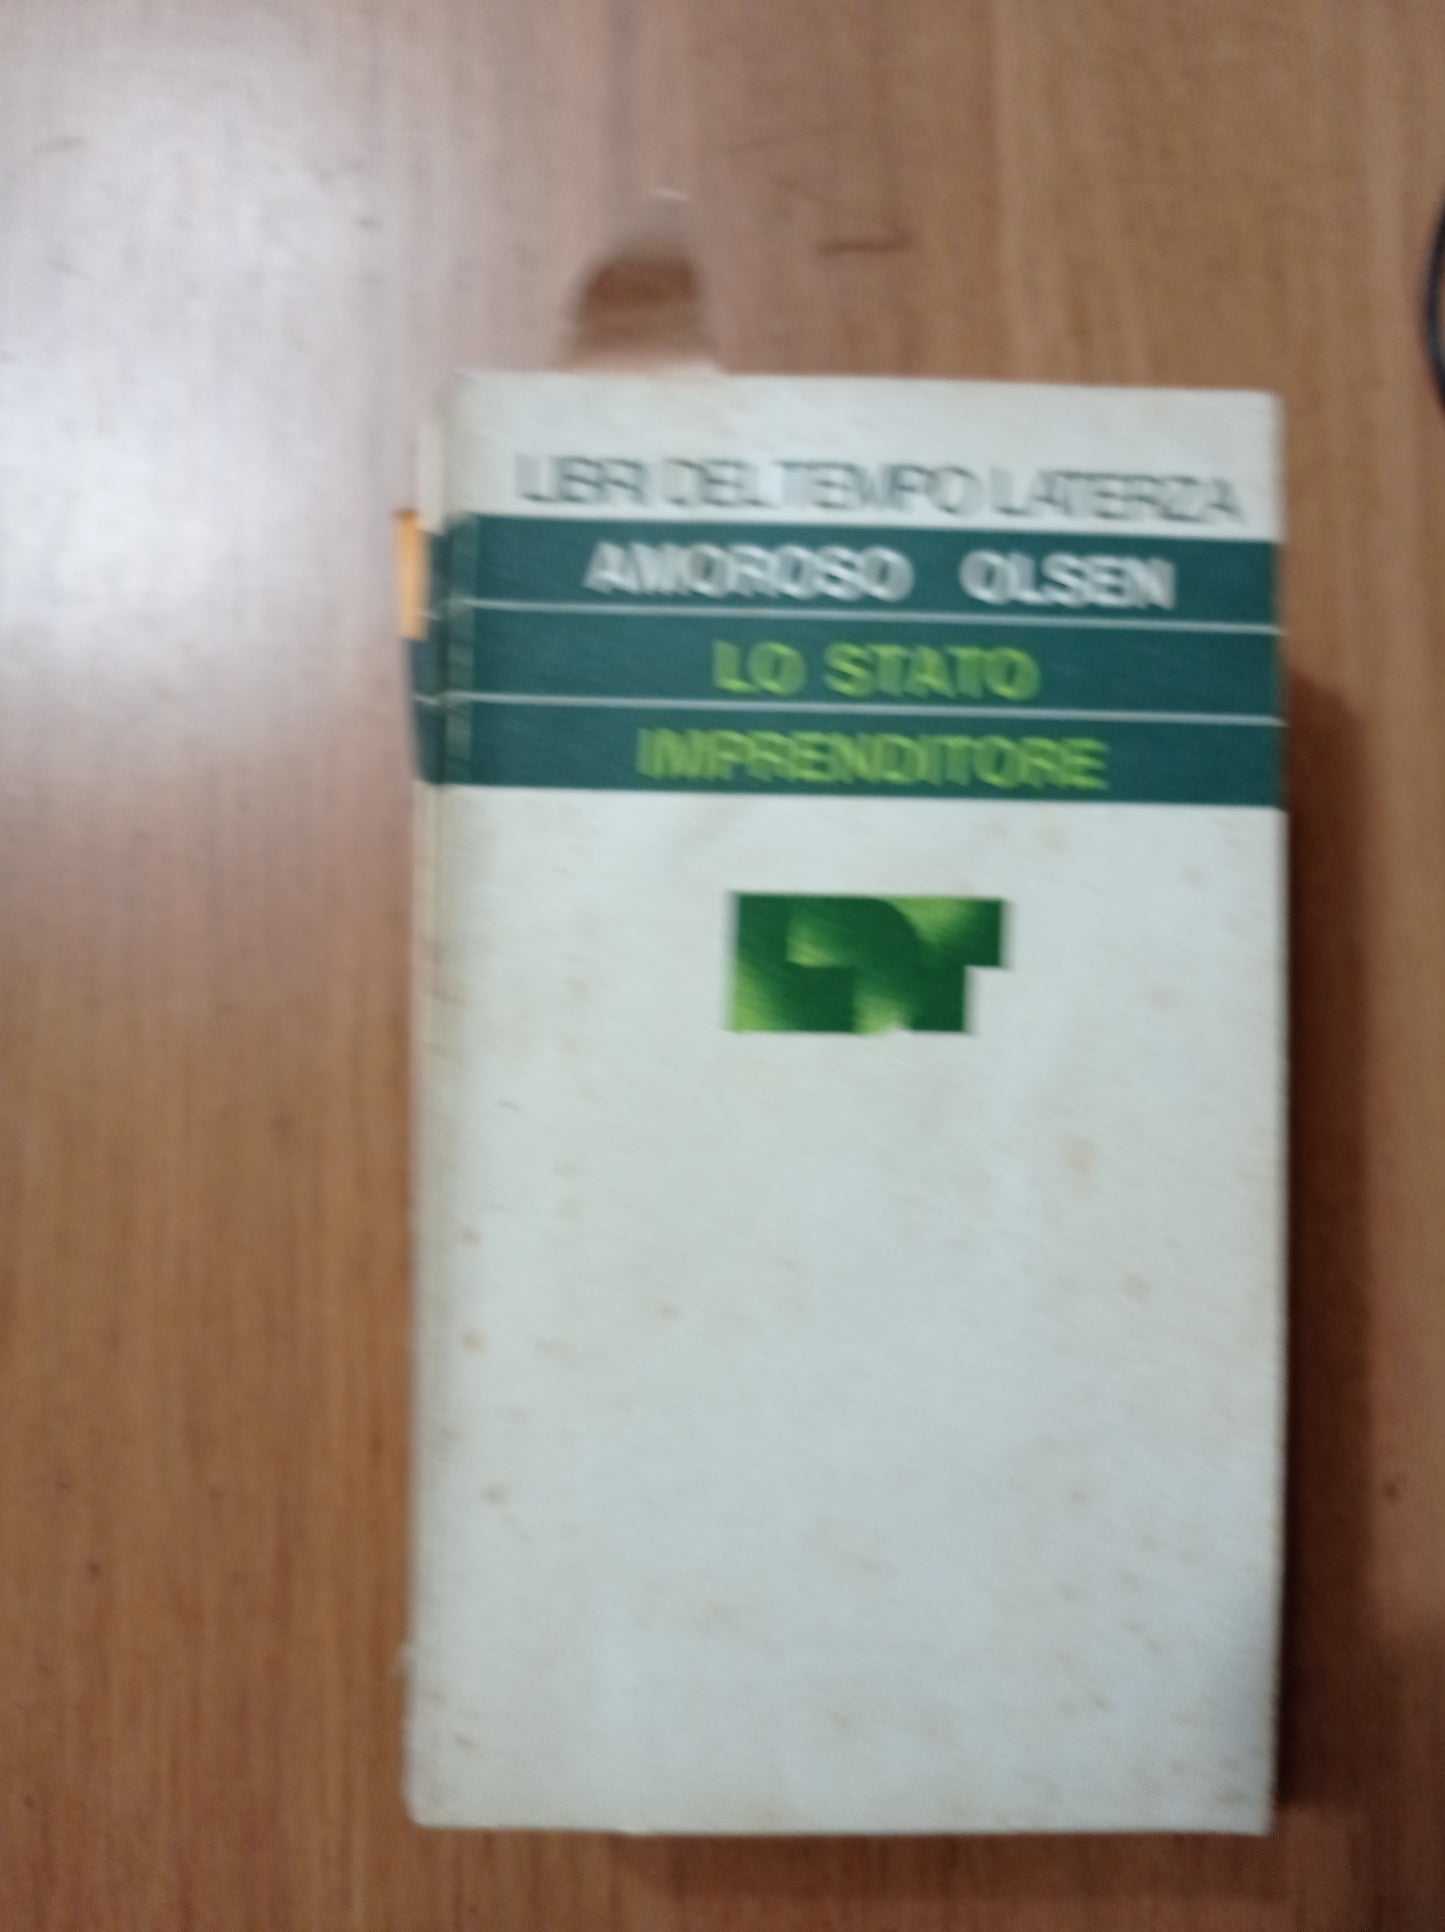 LIBRI DEL TEMPO LATERZA
AMOROSO OLSEN
LO STATO
IMPRENDITORE